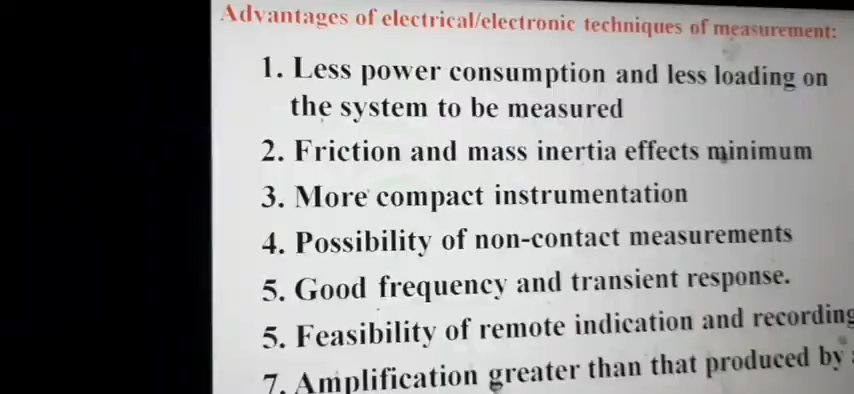 Advantages of electrical/electronic techniques of measurement:
1. Less power consumption and less loading on
the system to be measured
2. Friction and mass inertia effects minimum
3. More compact instrumentation
4. Possibility of non-contact measurements
5. Good frequency and transient response.
5. Feasibility of remote indication and recording
7. Amplification greater than that produced by